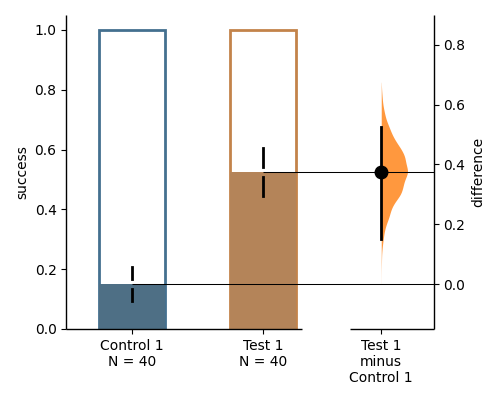 1.0
0.8
0.6
0.4
0.2
0.0
success
Control 1
N = 40
Test 1
N = 40
Test 1
minus
Control 1
0.8
0.6
0.4
0.2
0.0
difference